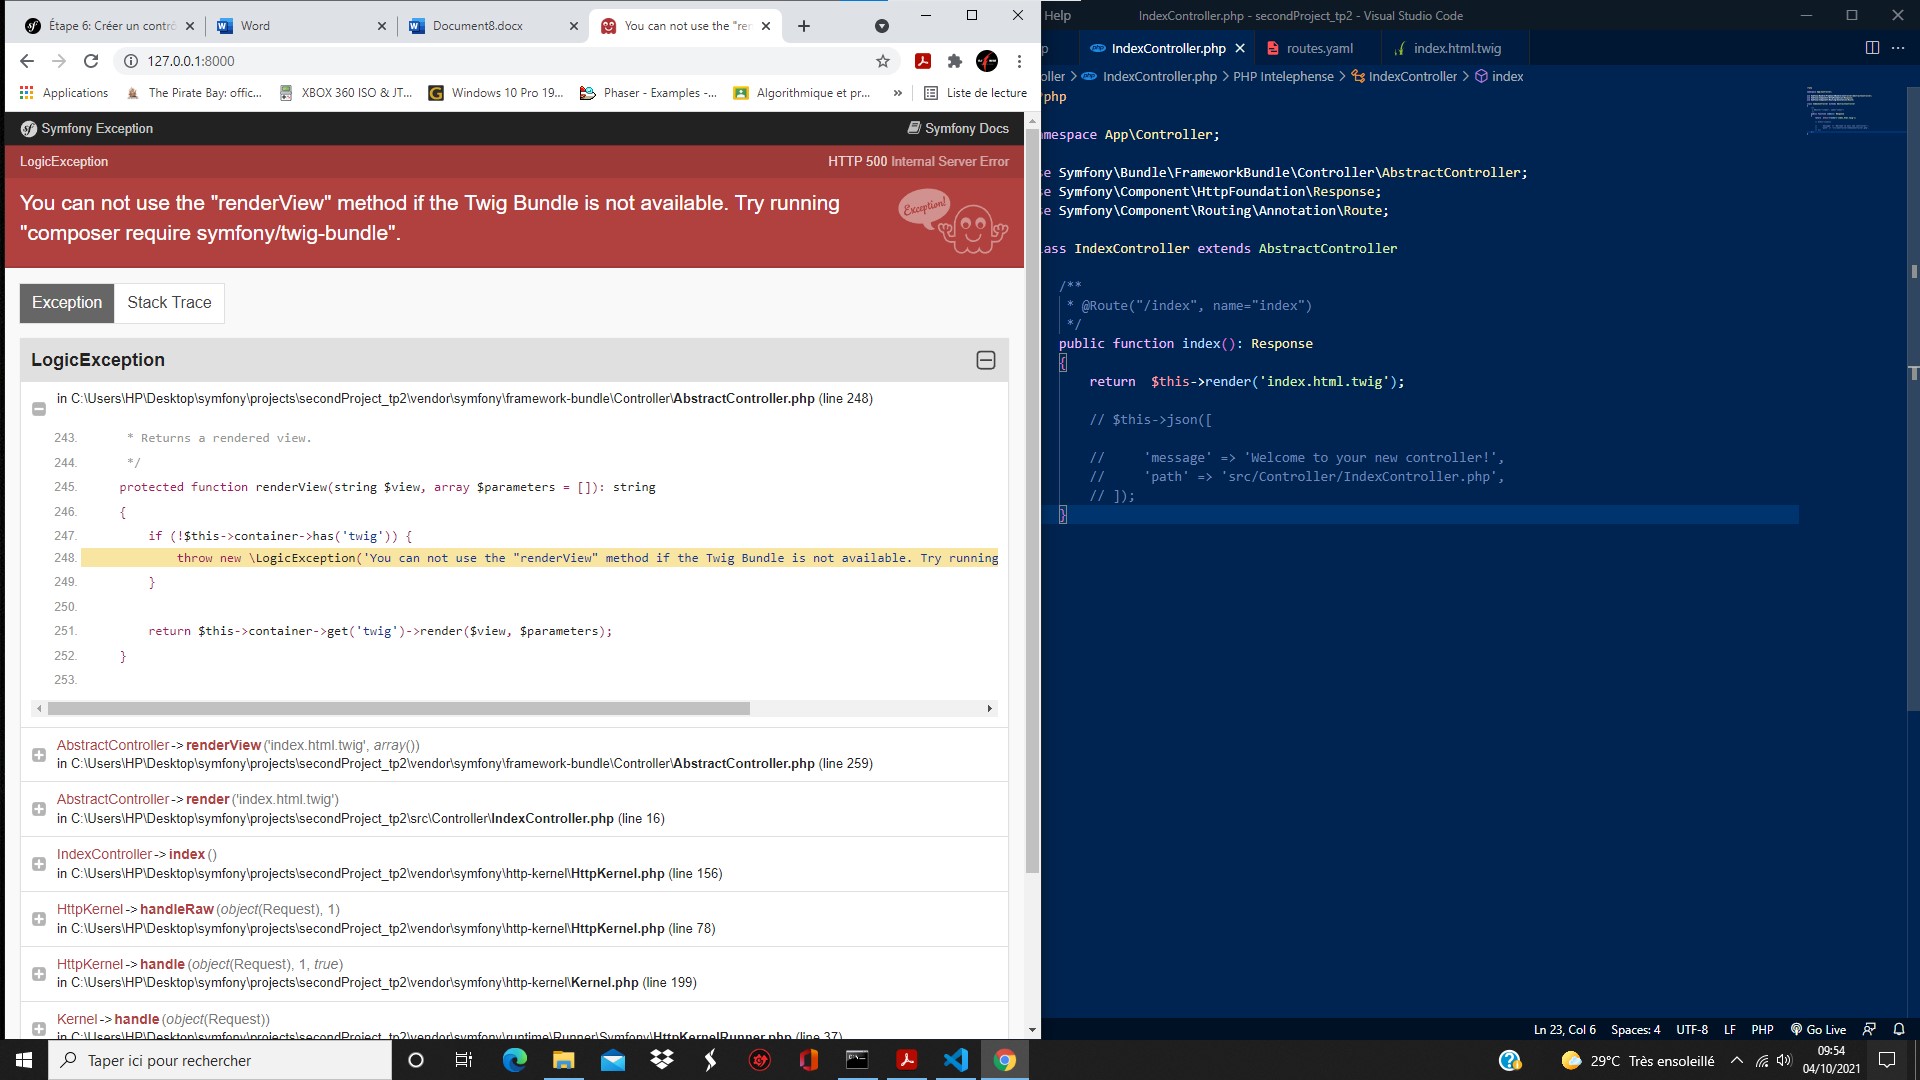 Étape 6: Créer un contrô
Word
Document8.docx
You can not use the "ren
127.0.0.1:8000
Applications
The Pirate Bay: offic...
XBOX 360 ISO & JT...
Windows 10 Pro 19...
Phaser - Examples -...
Algorithmique et pr...
»
Liste de lecture
Symfony Exception
Symfony Docs
LogicException
HTTP 500 Internal Server Error
You can not use the "renderView" method if the Twig Bundle is not available. Try running
"composer require symfony/twig-bundle".
Exception!
Exception
Stack Trace
LogicException
in C:\Users\HP\Desktop\symfony\projects\secondProject_tp2\vendor\symfony\framework-bundle\Controller\AbstractController.php (line 248)
243. * Returns a rendered view.
244. */
245. protected function renderView(string $view, array $parameters = []): string
246. {
247. if (!$this->container->has('twig')) {
248. throw new \LogicException('You can not use the "renderView" method if the Twig Bundle is not available. Try running
249. }
250.
251. return $this->container->get('twig')->render($view, $parameters);
252. }
253.
AbstractController->renderView('index.html.twig', array())
in C:\Users\HP\Desktop\symfony\projects\secondProject_tp2\vendor\symfony\framework-bundle\Controller\AbstractController.php (line 259)
AbstractController->render('index.html.twig')
in C:\Users\HP\Desktop\symfony\projects\secondProject_tp2\src\Controller\IndexController.php (line 16)
IndexController->index()
in C:\Users\HP\Desktop\symfony\projects\secondProject_tp2\vendor\symfony\http-kernel\HttpKernel.php (line 156)
HttpKernel->handleRaw(object(Request), 1)
in C:\Users\HP\Desktop\symfony\projects\secondProject_tp2\vendor\symfony\http-kernel\HttpKernel.php (line 78)
HttpKernel->handle(object(Request), 1, true)
in C:\Users\HP\Desktop\symfony\projects\secondProject_tp2\vendor\symfony\http-kernel\Kernel.php (line 199)
Kernel->handle(object(Request))
in C:\Users\HP\Desktop\symfony\projects\secondProject_tp2\vendor\symfony\runtime\Runner\Symfony\HttpKernelRunner.php (line 37)
Help
IndexController.php - secondProject_tp2 - Visual Studio Code
p
IndexController.php
routes.yaml
index.html.twig
oller > IndexController.php > PHP Intelephense > IndexController > index
php
mespace App\Controller;
e Symfony\Bundle\FrameworkBundle\Controller\AbstractController;
e Symfony\Component\HttpFoundation\Response;
e Symfony\Component\Routing\Annotation\Route;
ass IndexController extends AbstractController
/**
* @Route("/index", name="index")
*/
public function index(): Response
{
return $this->render('index.html.twig');
// $this->json([
// 'message' => 'Welcome to your new controller!',
// 'path' => 'src/Controller/IndexController.php',
// ]);
}
Ln 23, Col 6
Spaces: 4
UTF-8
LF
PHP
Go Live
Taper ici pour rechercher
29°C Très ensoleillé
09:54
04/10/2021